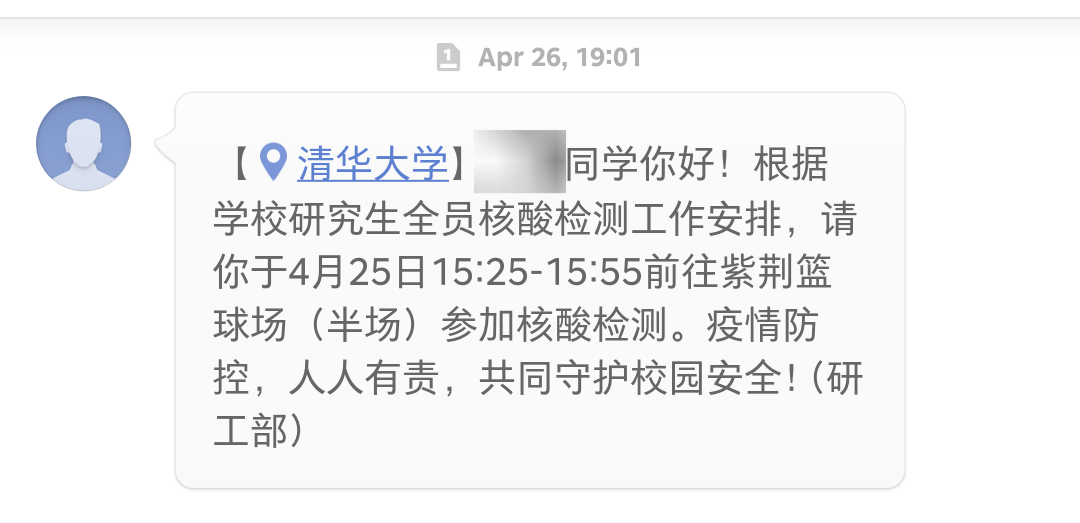 Apr 26, 19:01
【清华大学】同学你好！根据
学校研究生全员核酸检测工作安排，请
你于4月25日15:25-15:55前往紫荆篮
球场（半场）参加核酸检测。疫情防
控，人人有责，共同守护校园安全！（研
工部）